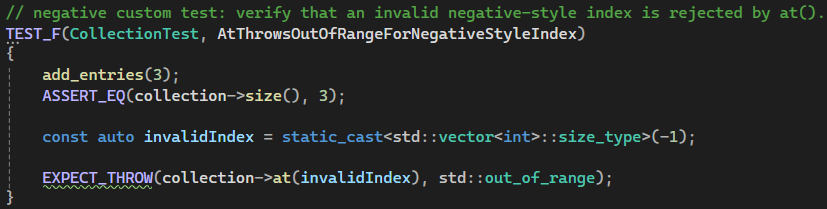 // negative custom test: verify that an invalid negative-style index is rejected by at().
TEST_F(CollectionTest, AtThrowsOutOfRangeForNegativeStyleIndex)
{
    add_entries(3);
    ASSERT_EQ(collection->size(), 3);
    const auto invalidIndex = static_cast<std::vector<int>::size_type>(-1);
    EXPECT_THROW(collection->at(invalidIndex), std::out_of_range);
}